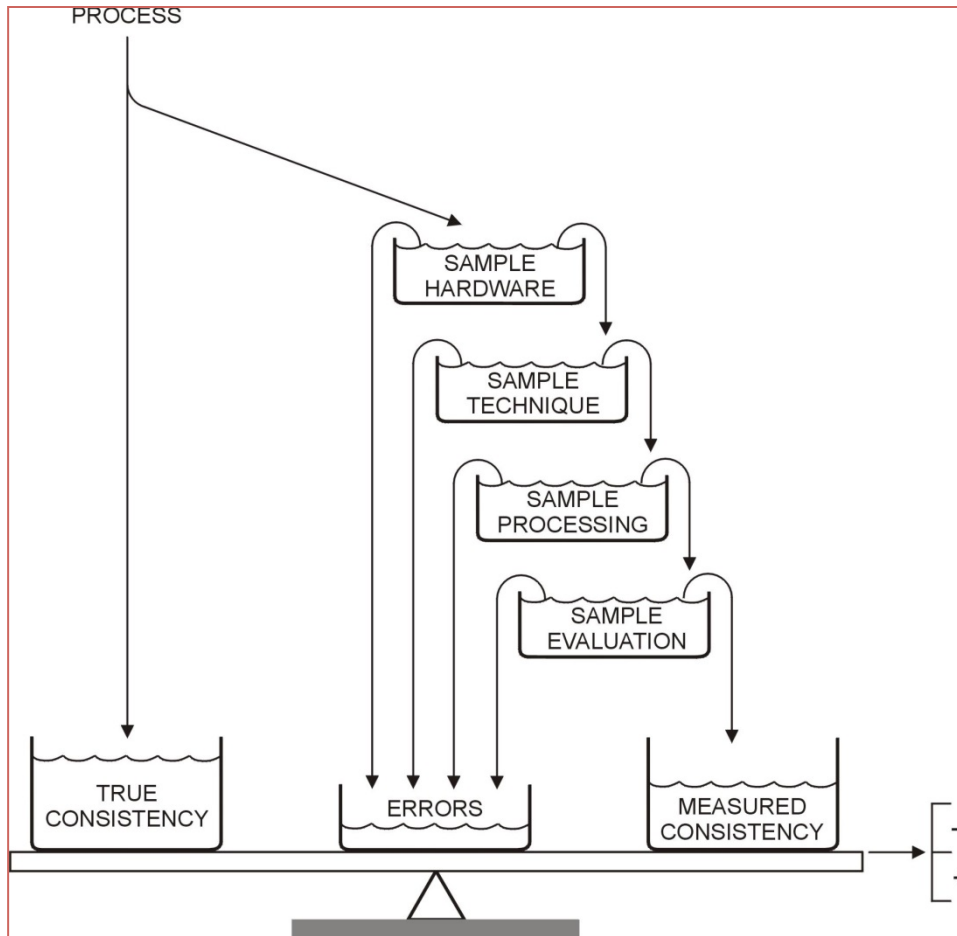 PROCESS
SAMPLE
HARDWARE
SAMPLE
TECHNIQUE
SAMPLE
PROCESSING
SAMPLE
EVALUATION
TRUE
CONSISTENCY
ERRORS
MEASURED
CONSISTENCY